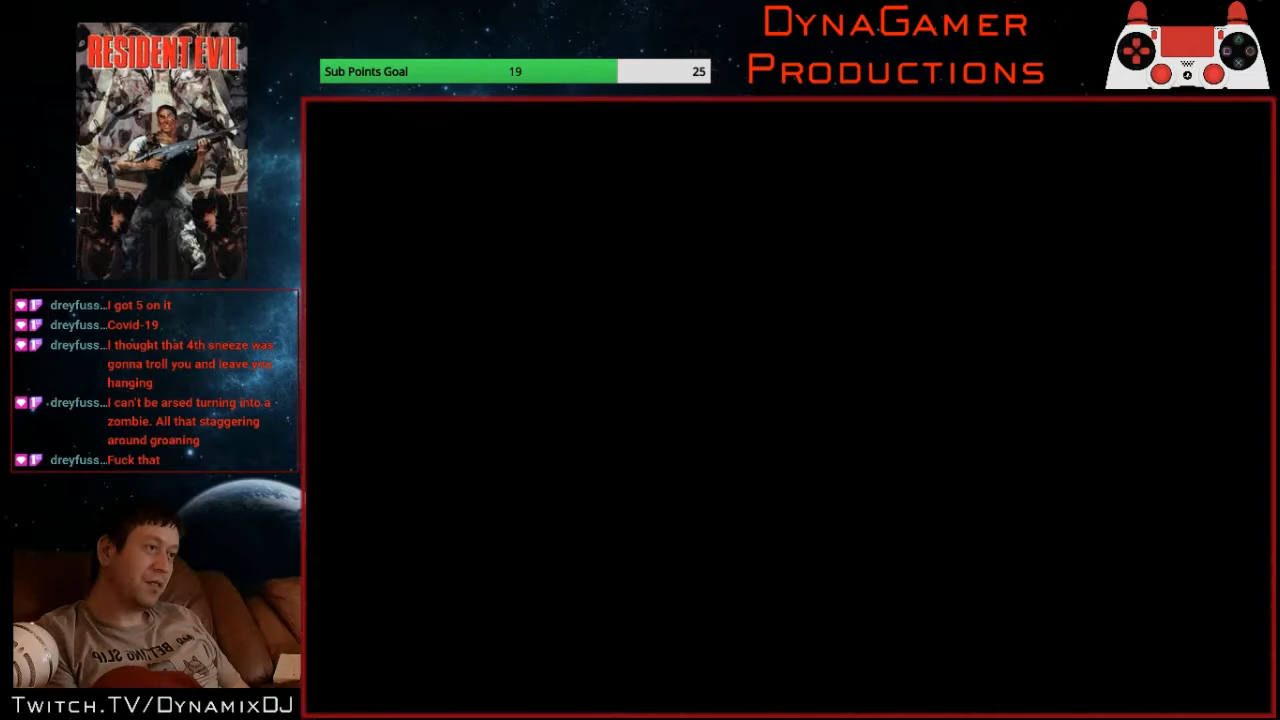 RESIDENT EVIL
Sub Points Goal 19 25
DynaGamer
Productions
dreyfuss... I got 5 on it
dreyfuss... Covid-19
dreyfuss... I thought that 4th sneeze was
gonna troll you and leave you
hanging
dreyfuss... I can't be arsed turning into a
zombie. All that staggering
around groaning
dreyfuss... Fuck that
BETTING SLIP
Twitch.TV/DynamixDJ